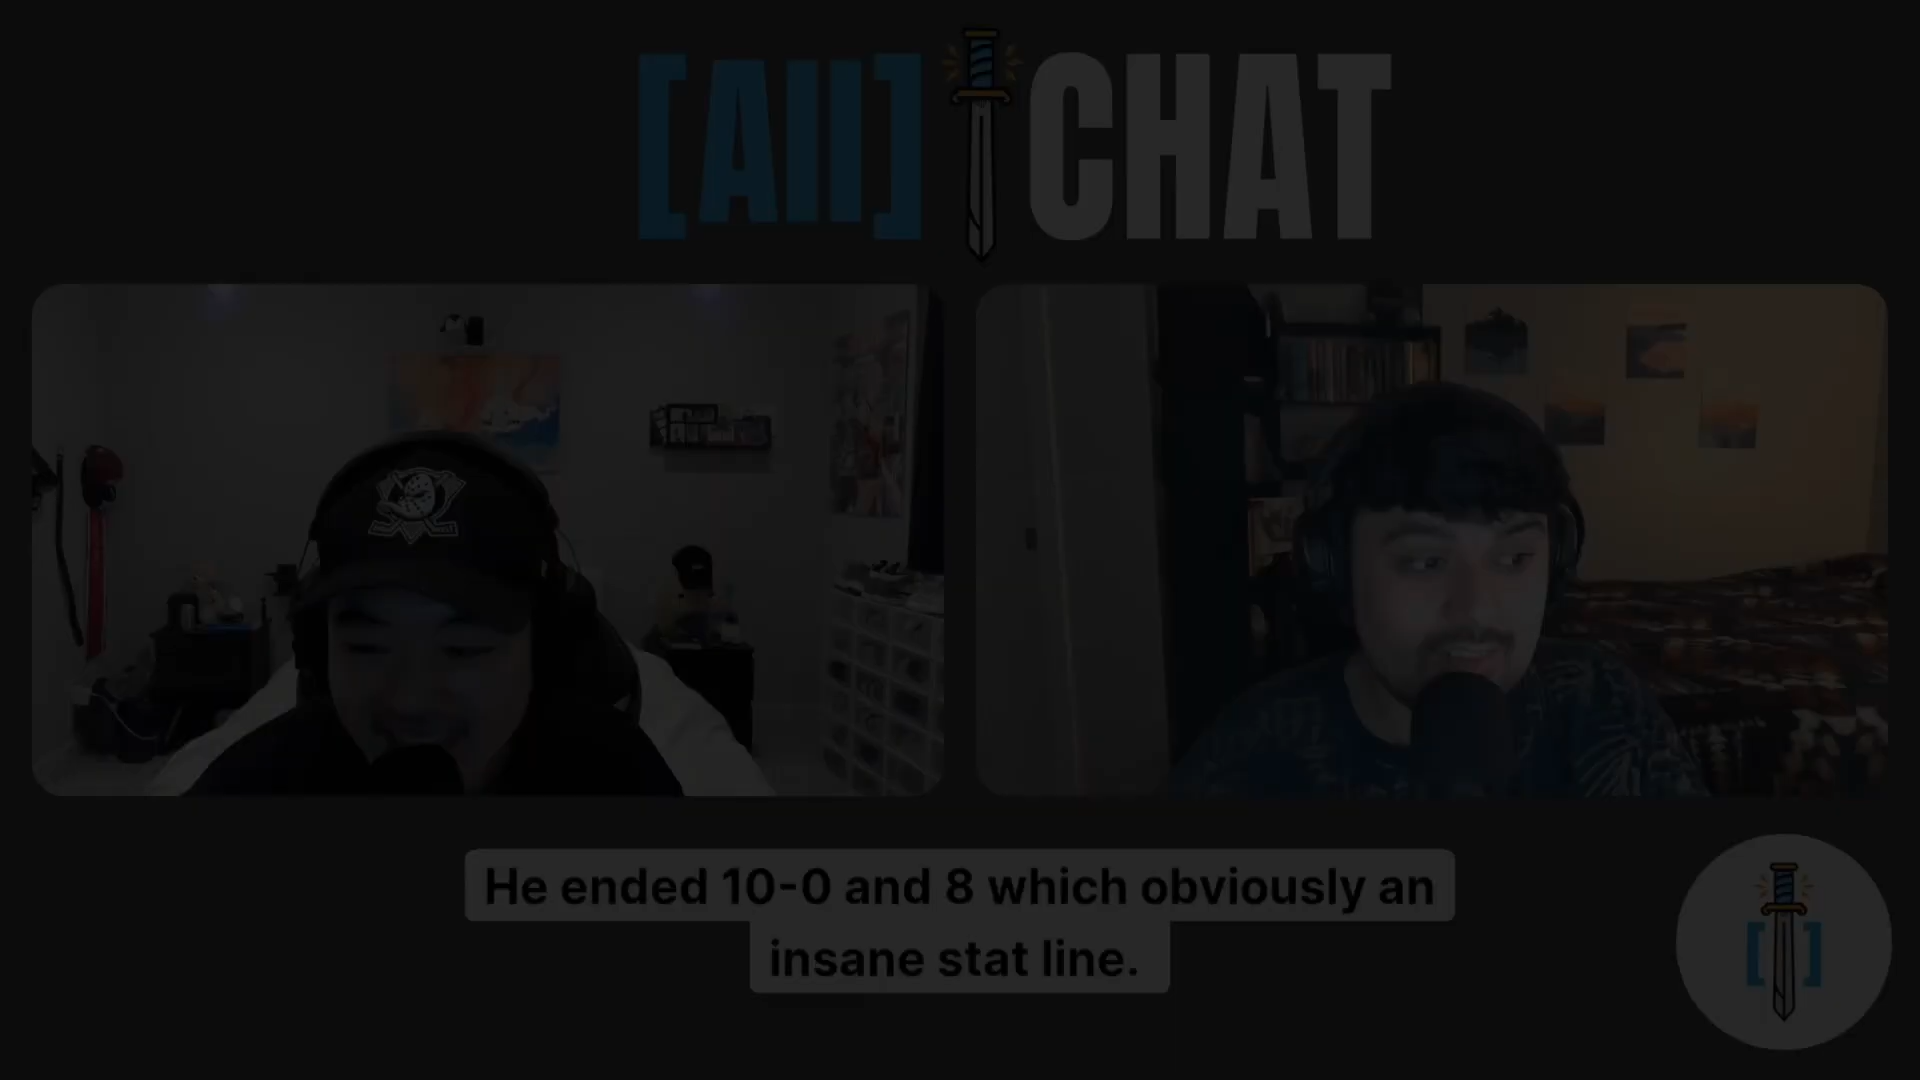 [All] CHAT
He ended 10-0 and 8 which obviously an
insane stat line.